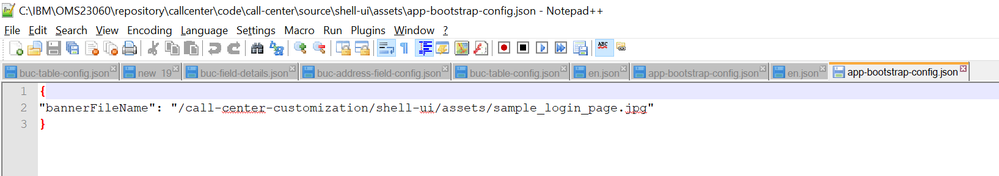 C:\IBM\OMS23060\repository\callcenter\code\call-center\source\shell-ui\assets\app-bootstrap-config.json - Notepad++
File Edit Search View Encoding Language Settings Macro Run Plugins Window ?
ABC
buc-table-config.json new 19 buc-field-details.json buc-address-field-config.json buc-table-config.json en.json app-bootstrap-config.json en.json app-bootstrap-config.json
1 {
2 "bannerFileName": "/call-center-customization/shell-ui/assets/sample_login_page.jpg"
3 }